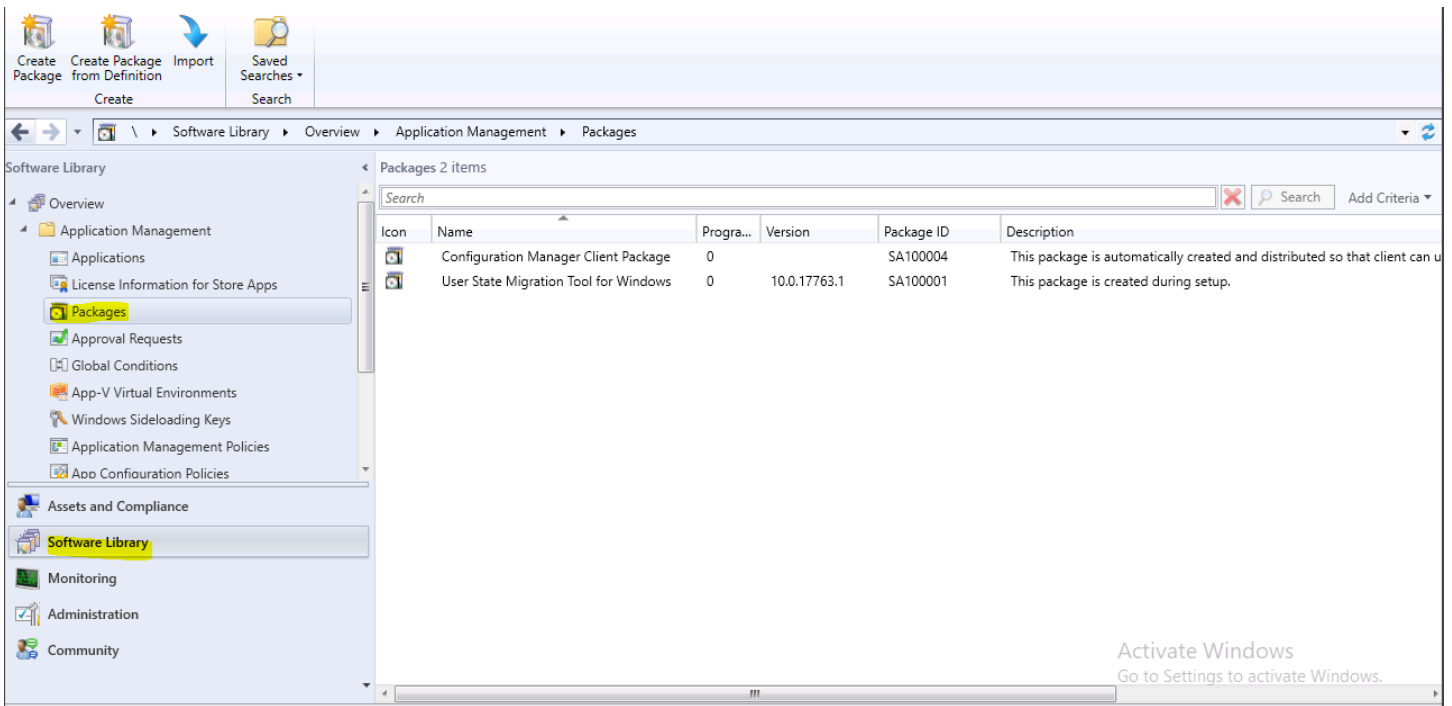 Create Package
Create Package from Definition
Import
Saved Searches
Create
Search
\ Software Library Overview Application Management Packages
Software Library
Packages 2 items
Search
Search
Add Criteria
Overview
Application Management
Applications
License Information for Store Apps
Packages
Approval Requests
Global Conditions
App-V Virtual Environments
Windows Sideloading Keys
Application Management Policies
App Configuration Policies
Assets and Compliance
Software Library
Monitoring
Administration
Community
Icon Name Progra... Version Package ID Description
Configuration Manager Client Package 0 SA100004 This package is automatically created and distributed so that client can u
User State Migration Tool for Windows 0 10.0.17763.1 SA100001 This package is created during setup.
Activate Windows
Go to Settings to activate Windows.